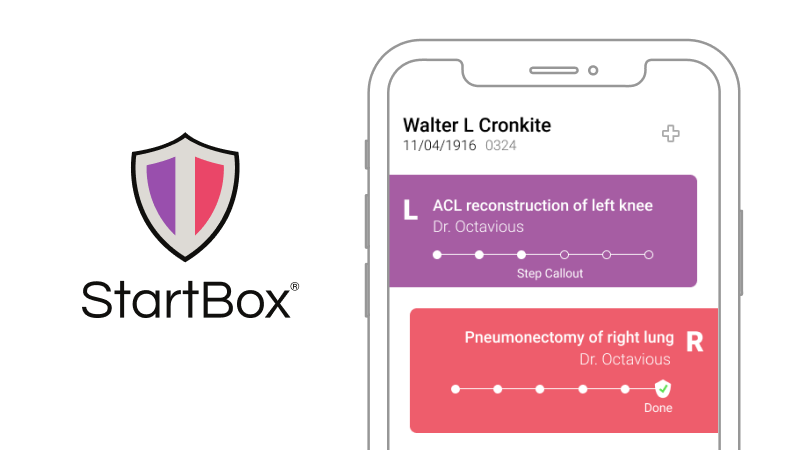 StartBox®
Walter L Cronkite
11/04/1916 0324
L
ACL reconstruction of left knee
Dr. Octavious
Step Callout
Pneumonectomy of right lung
R
Dr. Octavious
Done